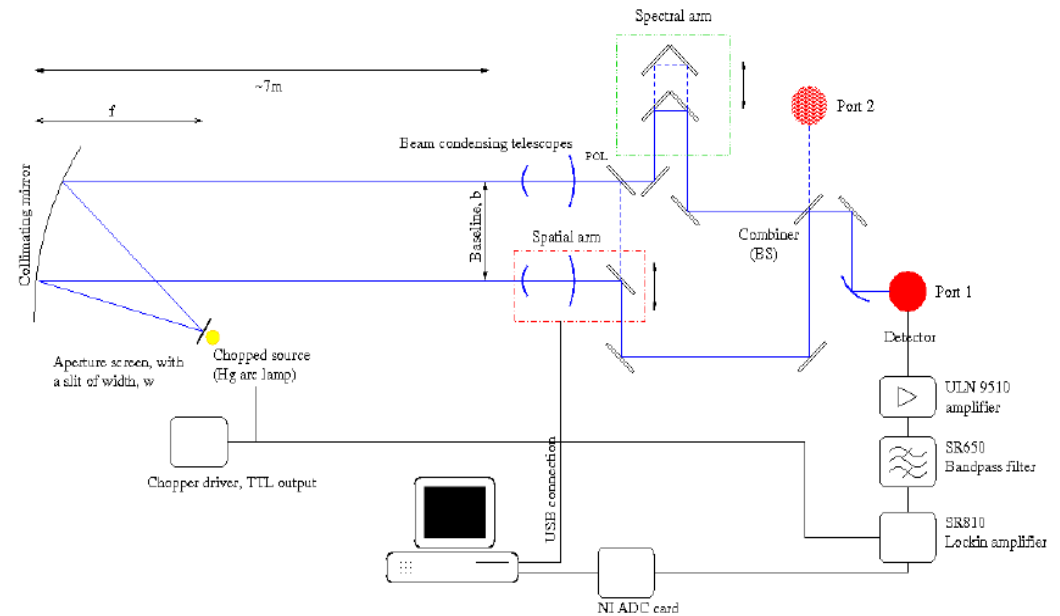 Spectral arm
~7m
f
Port 2
Beam condensing telescopes
POL
Collimating mirror
Baseline, b
Spatial arm
Combiner
(BS)
Port 1
Detector
Aperture screen, with
a slit of width, w
Chopped source
(Hg arc lamp)
ULN 9510
amplifier
SR650
Bandpass filter
Chopper driver, TTL output
USB connection
SR810
Lockin amplifier
NI ADC card